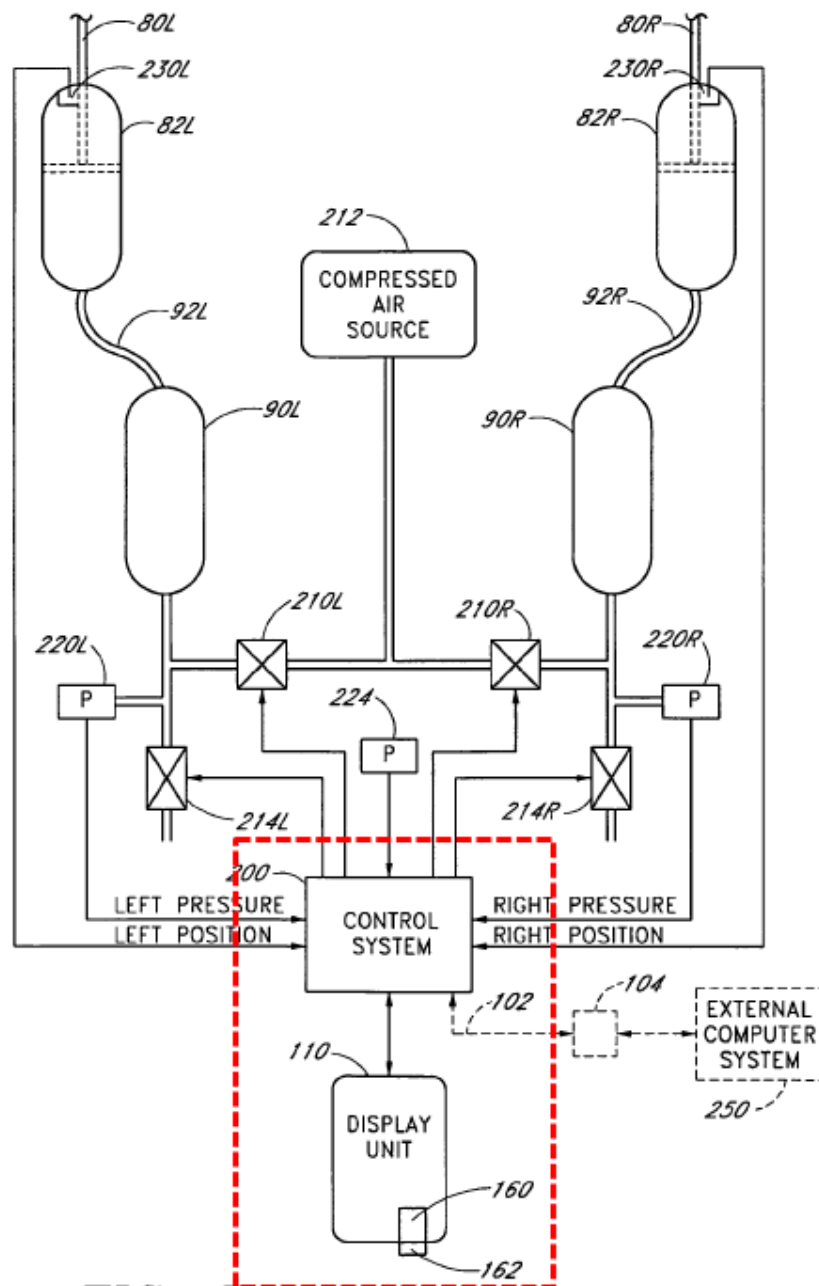 80L
80R
230L
230R
82L
82R
212
COMPRESSED
AIR
SOURCE
92L
92R
90L
90R
210L
210R
220L
220R
P
224
P
P
214L
214R
200
LEFT PRESSURE
CONTROL
SYSTEM
RIGHT PRESSURE
LEFT POSITION
RIGHT POSITION
102
104
EXTERNAL
COMPUTER
SYSTEM
250
110
DISPLAY
UNIT
160
162